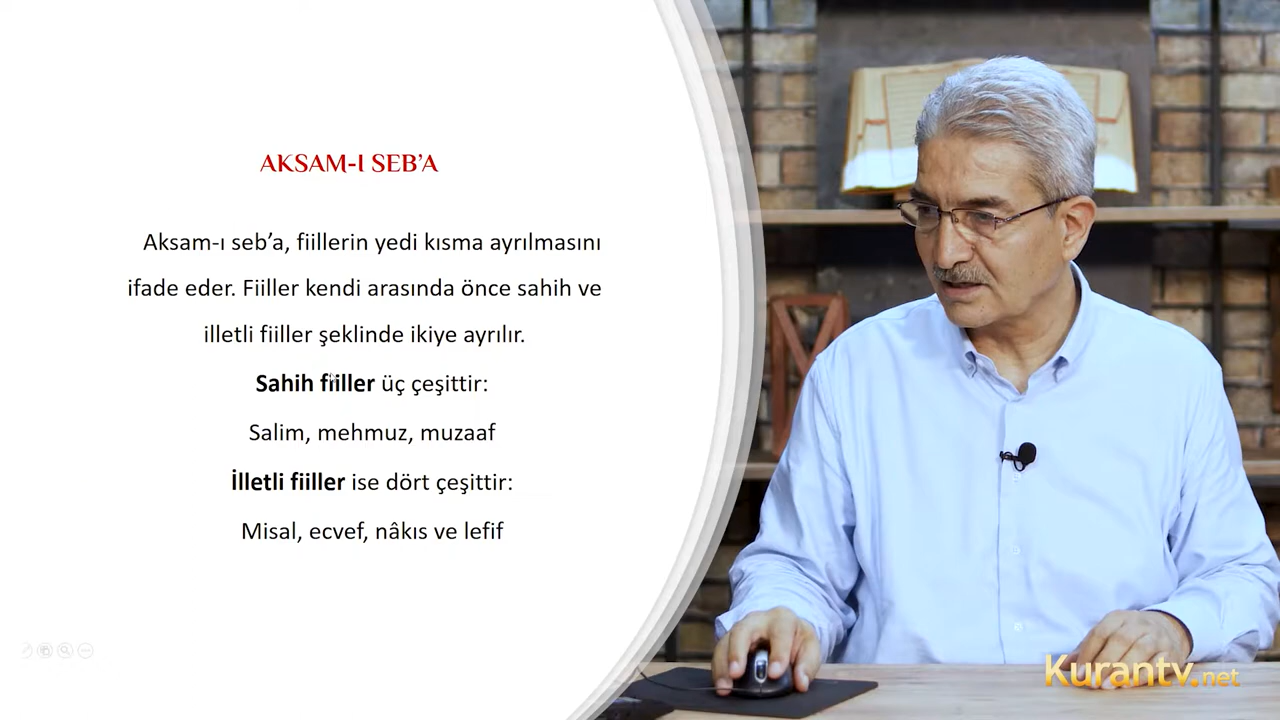 AKSAM-I SEB’A
Aksam-ı seb’a, fiillerin yedi kısma ayrılmasını
ifade eder. Fiiller kendi arasında önce sahih ve
illetli fiiller şeklinde ikiye ayrılır.
Sahih fiiller üç çeşittir:
Salim, mehmuz, muzaaf
İlletli fiiller ise dört çeşittir:
Misal, ecvef, nâkıs ve lefif
Kurantv.net